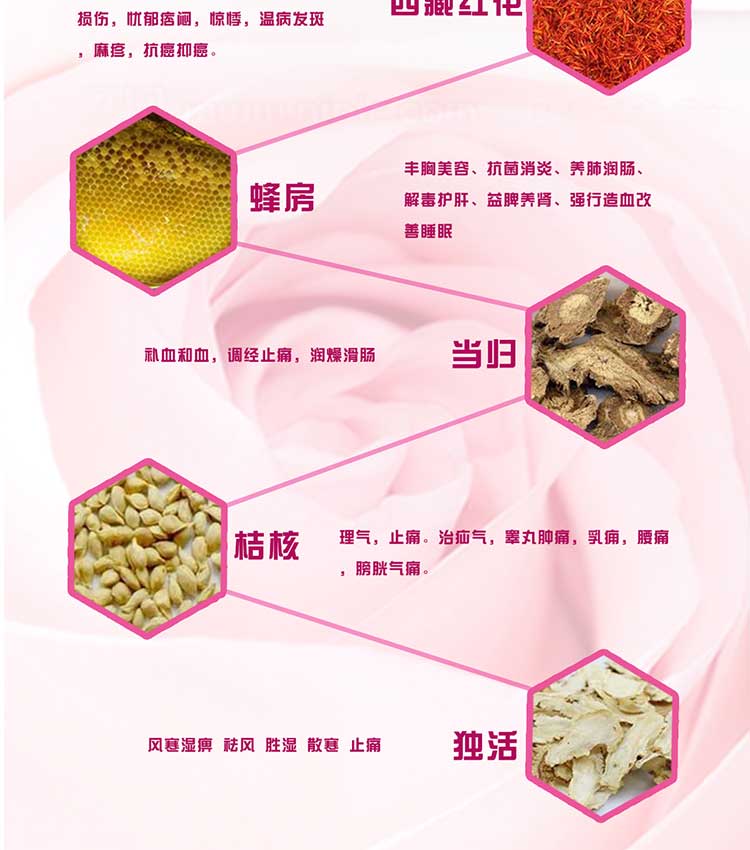 西藏红花
损伤，忧郁痞闷，惊悸，温病发斑
，麻疹，抗癌抑癌。
蜂房
丰胸美容、抗菌消炎、养肺润肠、
解毒护肝、益脾养肾、强行造血改
善睡眠
补血和血，调经止痛，润燥滑肠
当归
桔核
理气，止痛。治疝气，睾丸肿痛，乳痈，腰痛
，膀胱气痛。
风寒湿痹 祛风 胜湿 散寒 止痛
独活